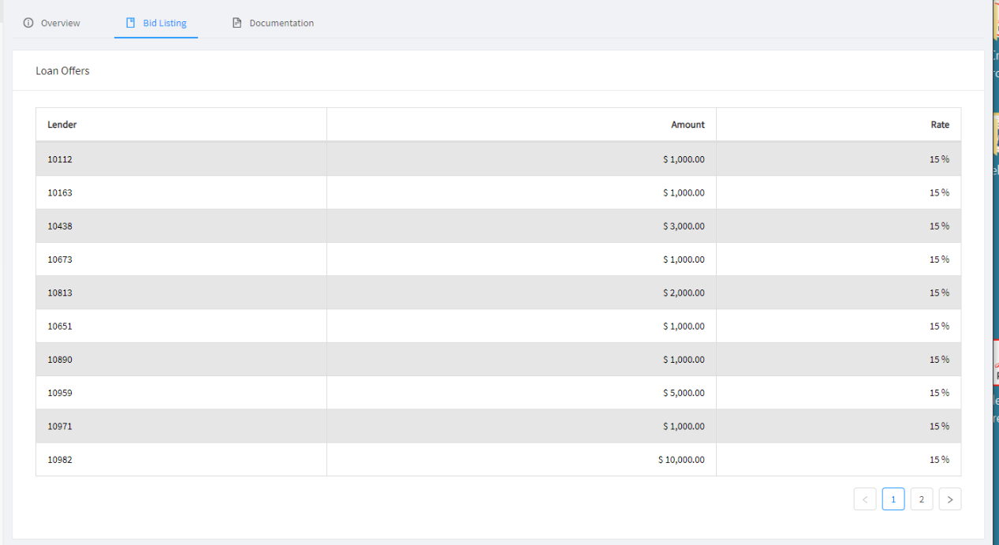 Overview Bid Listing Documentation
Loan Offers
Lender Amount Rate
10112 $ 1,000.00 15 %
10163 $ 1,000.00 15 %
10438 $ 3,000.00 15 %
10673 $ 1,000.00 15 %
10813 $ 2,000.00 15 %
10651 $ 1,000.00 15 %
10890 $ 1,000.00 15 %
10959 $ 5,000.00 15 %
10971 $ 1,000.00 15 %
10982 $ 10,000.00 15 %
< 1 2 >